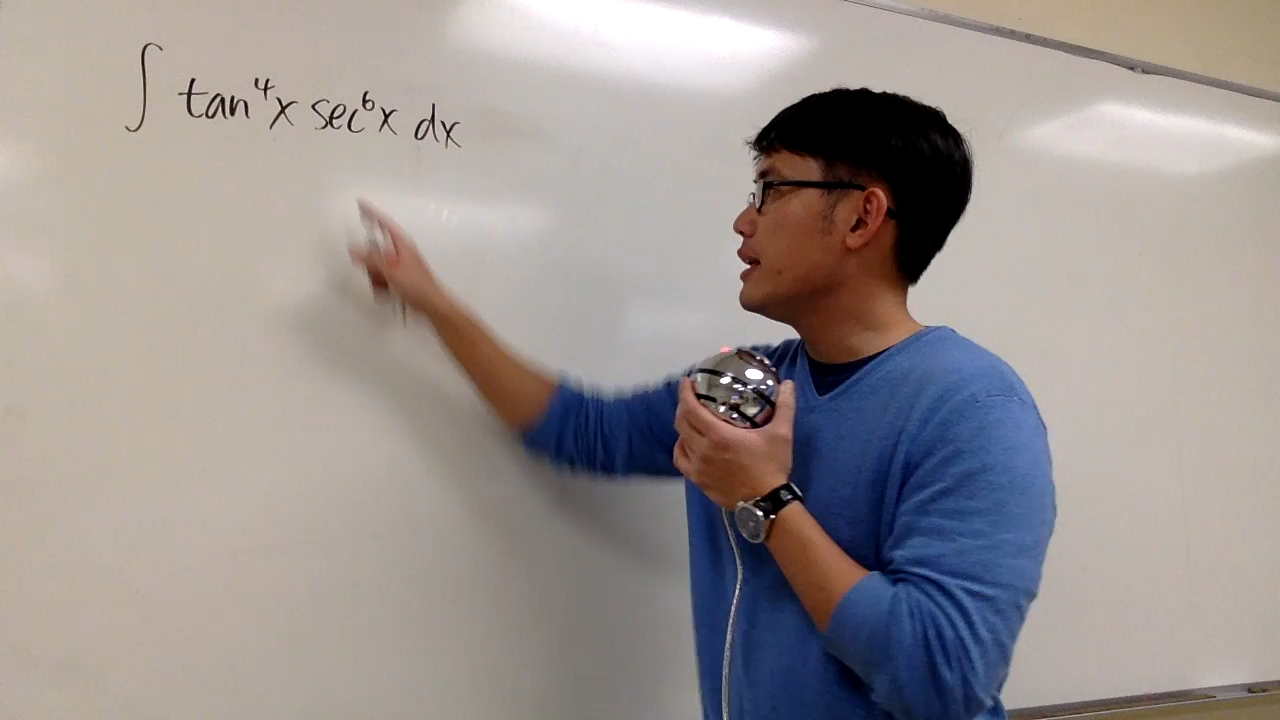 ∫ tan⁴x sec⁶x dx